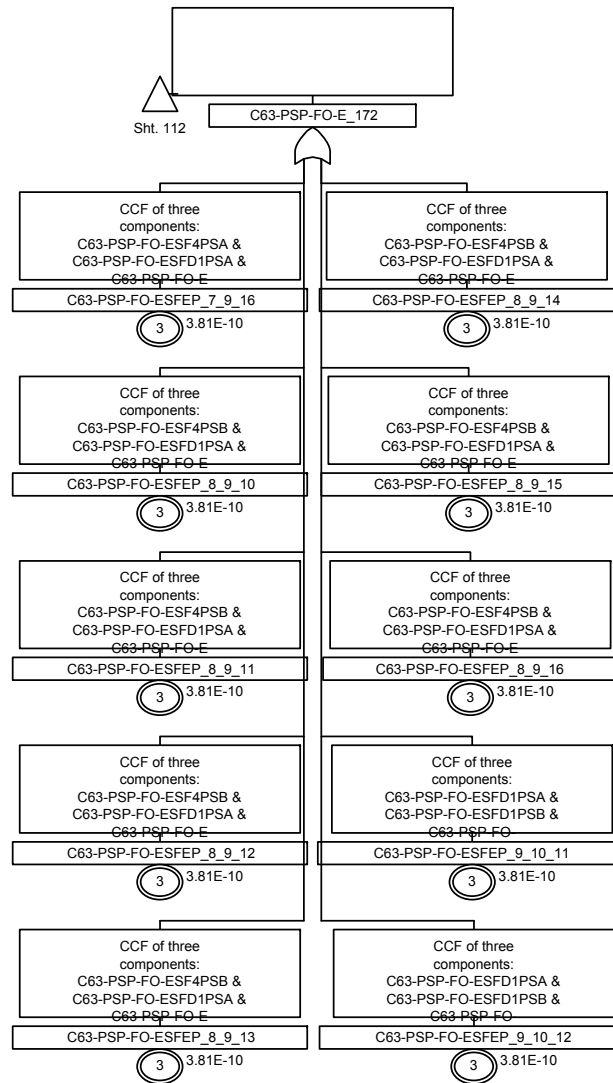 C63-PSP-FO-E_172
Sht. 112
CCF of three
components:
C63-PSP-FO-ESF4PSA &
C63-PSP-FO-ESFD1PSA &
C63-PSP-FO-E
C63-PSP-FO-ESFEP_7_9_16
3
3.81E-10
CCF of three
components:
C63-PSP-FO-ESF4PSB &
C63-PSP-FO-ESFD1PSA &
C63-PSP-FO-E
C63-PSP-FO-ESFEP_8_9_14
3
3.81E-10
CCF of three
components:
C63-PSP-FO-ESF4PSB &
C63-PSP-FO-ESFD1PSA &
C63-PSP-FO-E
C63-PSP-FO-ESFEP_8_9_10
3
3.81E-10
CCF of three
components:
C63-PSP-FO-ESF4PSB &
C63-PSP-FO-ESFD1PSA &
C63-PSP-FO-E
C63-PSP-FO-ESFEP_8_9_15
3
3.81E-10
CCF of three
components:
C63-PSP-FO-ESF4PSB &
C63-PSP-FO-ESFD1PSA &
C63-PSP-FO-E
C63-PSP-FO-ESFEP_8_9_11
3
3.81E-10
CCF of three
components:
C63-PSP-FO-ESF4PSB &
C63-PSP-FO-ESFD1PSA &
C63-PSP-FO-E
C63-PSP-FO-ESFEP_8_9_16
3
3.81E-10
CCF of three
components:
C63-PSP-FO-ESF4PSB &
C63-PSP-FO-ESFD1PSA &
C63-PSP-FO-E
C63-PSP-FO-ESFEP_8_9_12
3
3.81E-10
CCF of three
components:
C63-PSP-FO-ESFD1PSA &
C63-PSP-FO-ESFD1PSB &
C63-PSP-FO-
C63-PSP-FO-ESFEP_9_10_11
3
3.81E-10
CCF of three
components:
C63-PSP-FO-ESF4PSB &
C63-PSP-FO-ESFD1PSA &
C63-PSP-FO-E
C63-PSP-FO-ESFEP_8_9_13
3
3.81E-10
CCF of three
components:
C63-PSP-FO-ESFD1PSA &
C63-PSP-FO-ESFD1PSB &
C63-PSP-FO-
C63-PSP-FO-ESFEP_9_10_12
3
3.81E-10